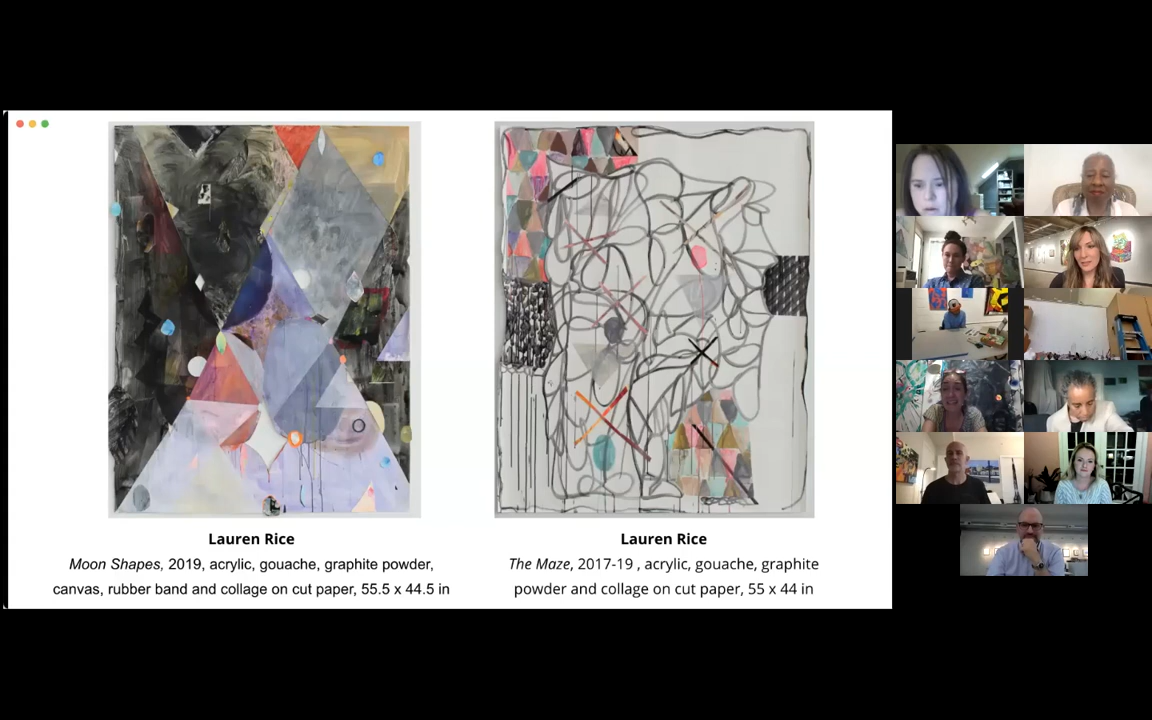 Lauren Rice
Moon Shapes, 2019, acrylic, gouache, graphite powder,
canvas, rubber band and collage on cut paper, 55.5 x 44.5 in
Lauren Rice
The Maze, 2017-19 , acrylic, gouache, graphite
powder and collage on cut paper, 55 x 44 in